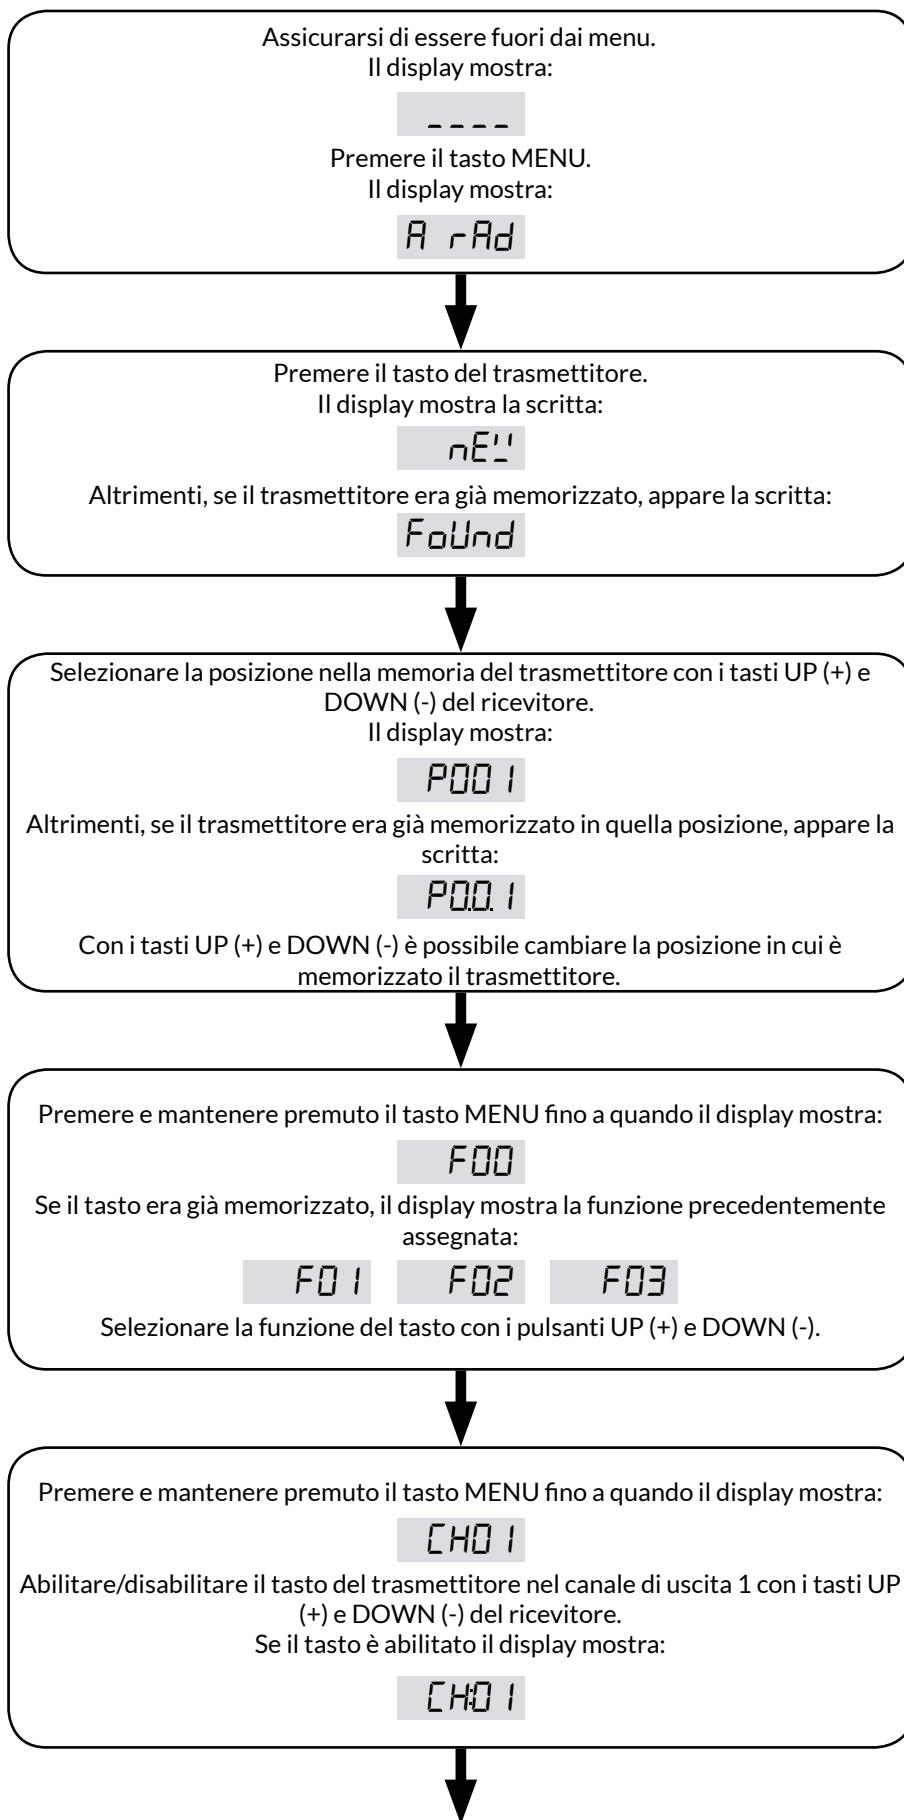 Assicurarsi di essere fuori dai menu.
Il display mostra:
_ _ _ _
Premere il tasto MENU.
Il display mostra:
A rAd
Premere il tasto del trasmettitore.
Il display mostra la scritta:
nEW
Altrimenti, se il trasmettitore era già memorizzato, appare la scritta:
FoUnd
Selezionare la posizione nella memoria del trasmettitore con i tasti UP (+) e
DOWN (-) del ricevitore.
Il display mostra:
P001
Altrimenti, se il trasmettitore era già memorizzato in quella posizione, appare la
scritta:
P0.0.1
Con i tasti UP (+) e DOWN (-) è possibile cambiare la posizione in cui è
memorizzato il trasmettitore.
Premere e mantenere premuto il tasto MENU fino a quando il display mostra:
F00
Se il tasto era già memorizzato, il display mostra la funzione precedentemente
assegnata:
F01 F02 F03
Selezionare la funzione del tasto con i pulsanti UP (+) e DOWN (-).
Premere e mantenere premuto il tasto MENU fino a quando il display mostra:
CH01
Abilitare/disabilitare il tasto del trasmettitore nel canale di uscita 1 con i tasti UP
(+) e DOWN (-) del ricevitore.
Se il tasto è abilitato il display mostra:
CH:01